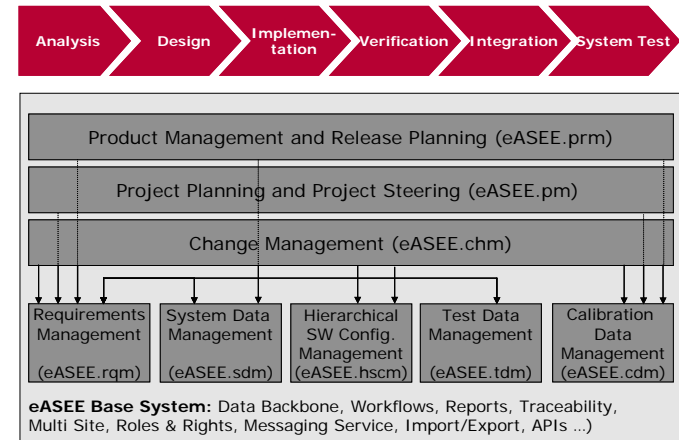 Analysis
Design
Implemen-
tation
Verification
Integration
System Test
Product Management and Release Planning (eASEE.prm)
Project Planning and Project Steering (eASEE.pm)
Change Management (eASEE.chm)
Requirements
Management
(eASEE.rqm)
System Data
Management
(eASEE.sdm)
Hierarchical
SW Config.
Management
(eASEE.hscm)
Test Data
Management
(eASEE.tdm)
Calibration
Data
Management
(eASEE.cdm)
eASEE Base System: Data Backbone, Workflows, Reports, Traceability,
Multi Site, Roles & Rights, Messaging Service, Import/Export, APIs …)